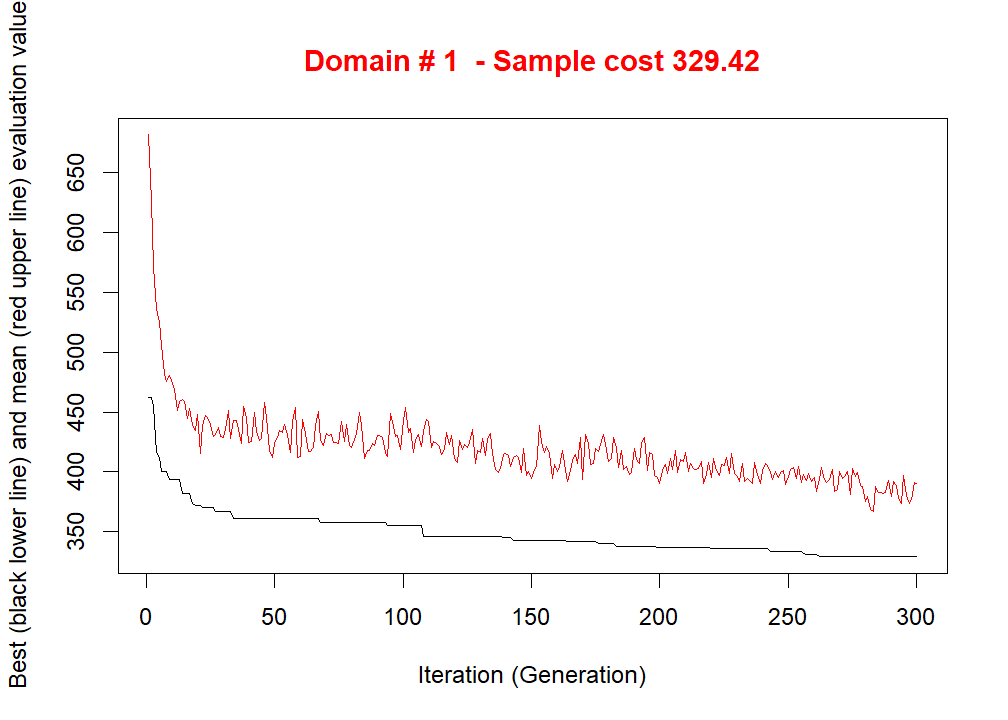 Domain # 1  - Sample cost 329.42
Best (black lower line) and mean (red upper line) evaluation value
650
600
550
500
450
400
350
0 50 100 150 200 250 300
Iteration (Generation)